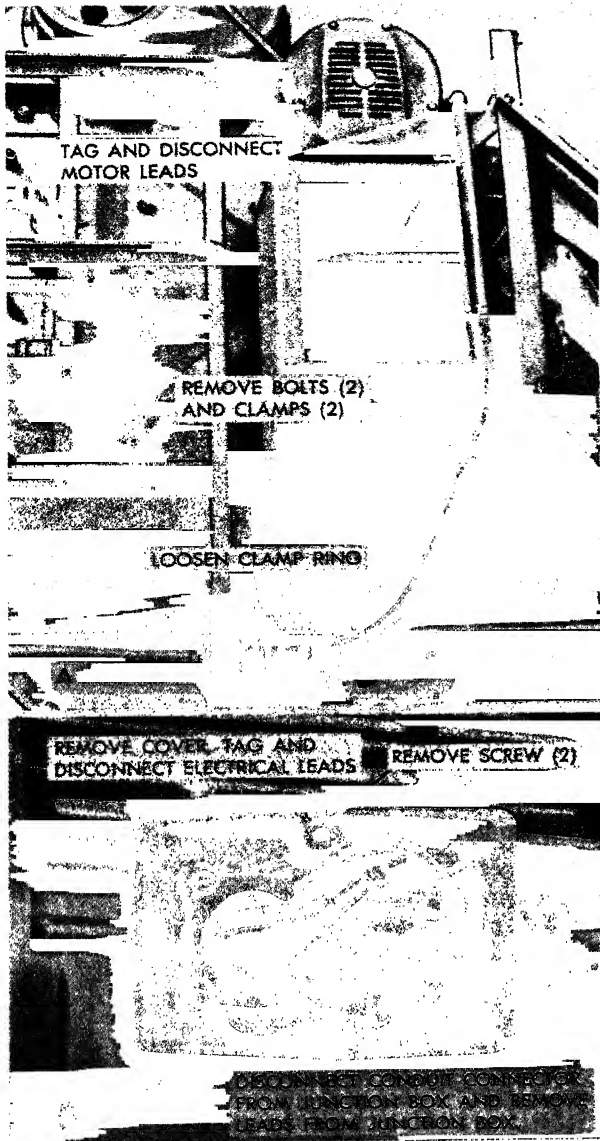 TAG AND DISCONNECT
MOTOR LEADS
REMOVE BOLTS (2)
AND CLAMPS (2)
LOOSEN CLAMP RING
REMOVE COVER, TAG AND
DISCONNECT ELECTRICAL LEADS
REMOVE SCREW (2)
DISCONNECT CONDUIT CONNECTOR
FROM JUNCTION BOX AND REMOVE
LEADS FROM JUNCTION BOX.